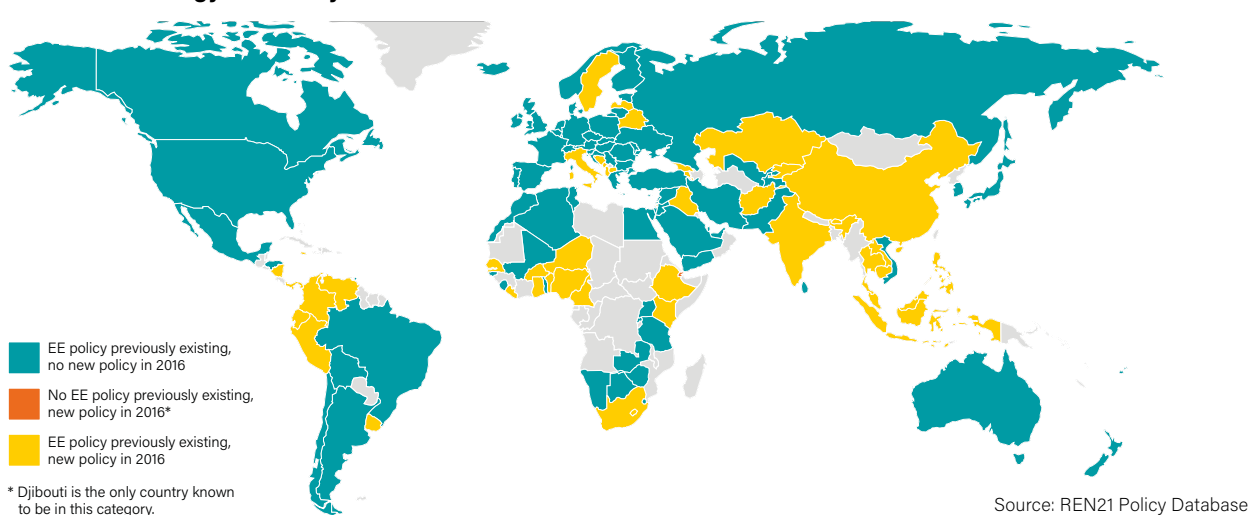 EE policy previously existing,
no new policy in 2016
No EE policy previously existing,
new policy in 2016*
EE policy previously existing,
new policy in 2016
* Djibouti is the only country known
to be in this category.
Source: REN21 Policy Database